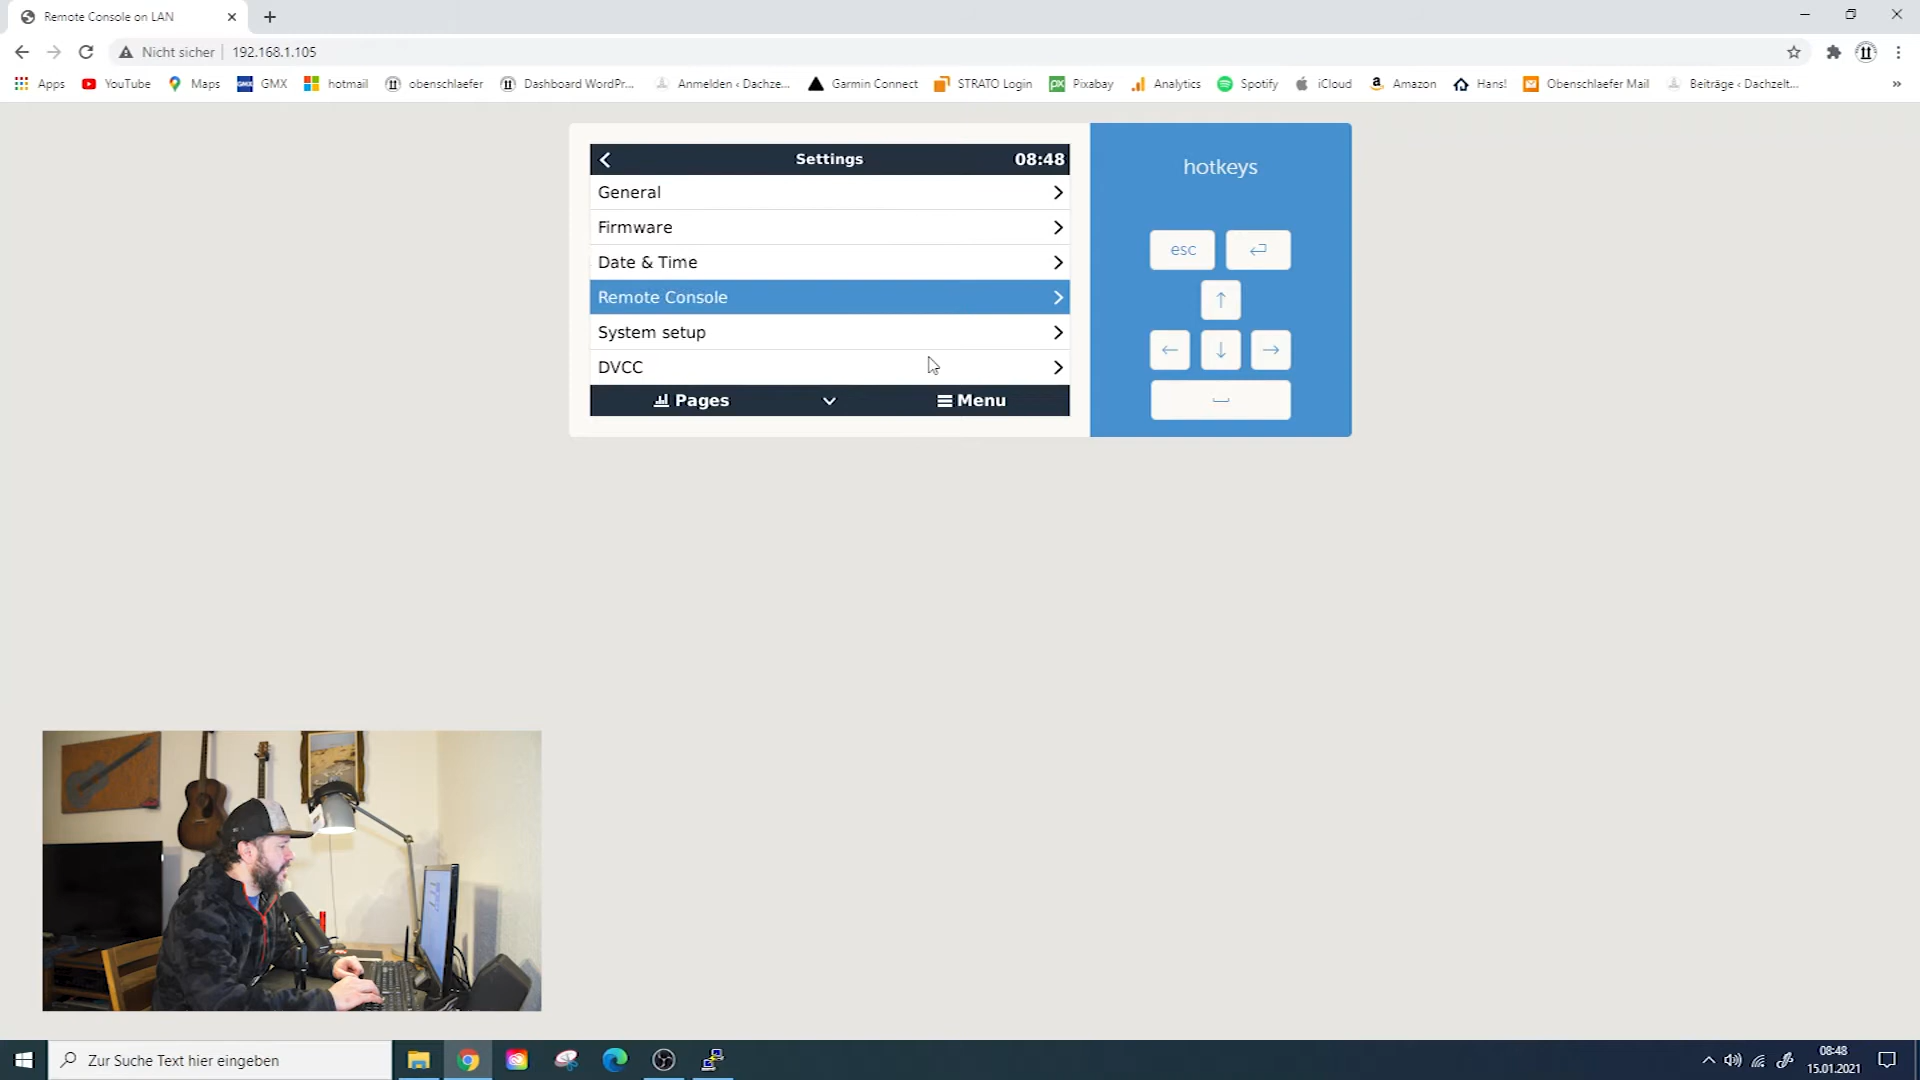 Remote Console on LAN
Nicht sicher 192.168.1.105
Apps YouTube Maps GMX hotmail obenschlaefer Dashboard WordPr... Anmelden ‹ Dachze... Garmin Connect STRATO Login px Pixabay Analytics Spotify iCloud Amazon Hans! Obenschlaefer Mail Beiträge ‹ Dachzelt... »
Settings 08:48
General
Firmware
Date & Time
Remote Console
System setup
DVCC
Pages Menu
hotkeys
esc
Zur Suche Text hier eingeben
08:48
15.01.2021